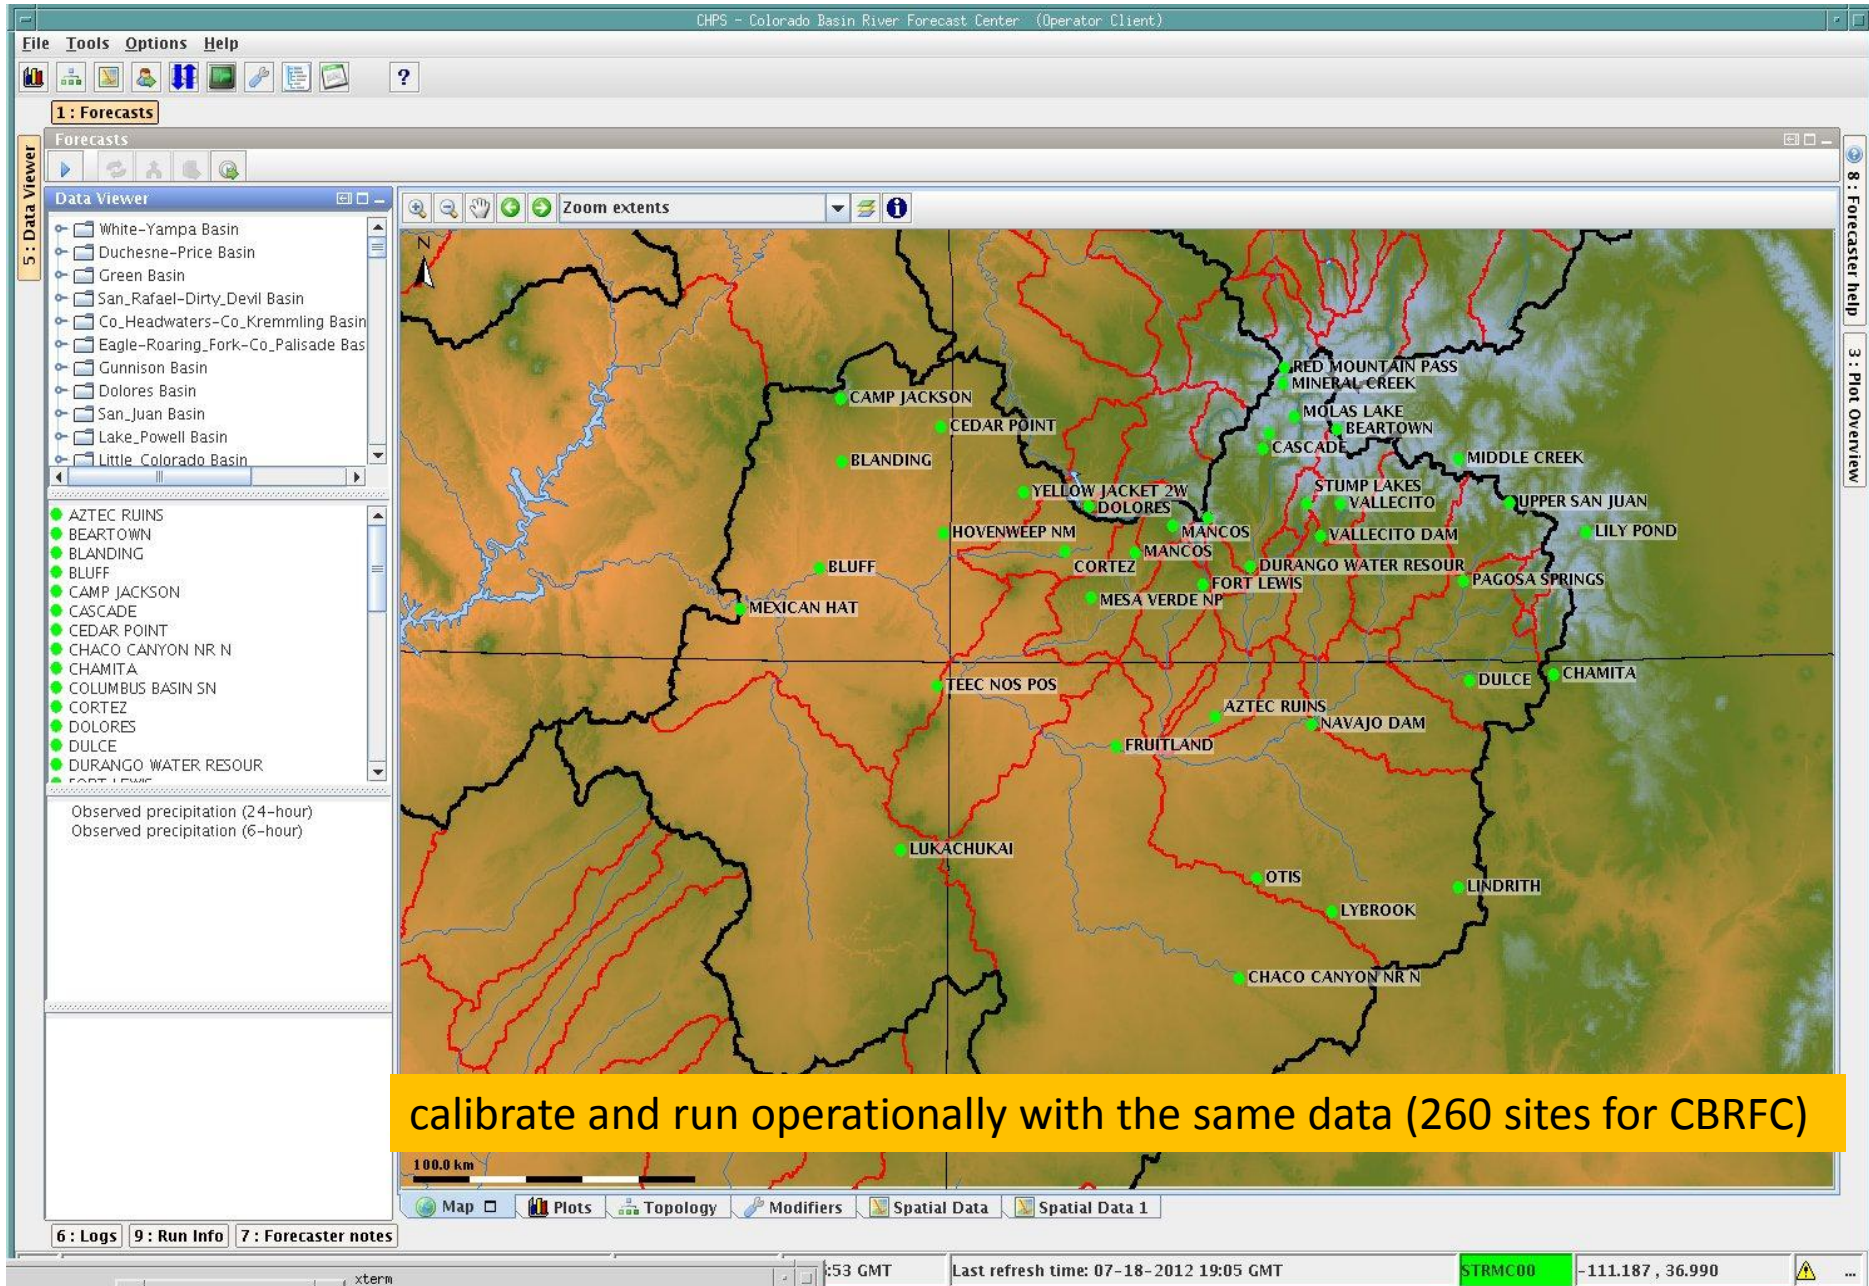 CHPS - Colorado Basin River Forecast Center (Operator Client)
File Tools Options Help
?
1 : Forecasts
Forecasts
5 : Data Viewer
8 : Forecaster help
3 : Plot Overview
Data Viewer
Zoom extents
White-Yampa Basin
Duchesne-Price Basin
Green Basin
San_Rafael-Dirty_Devil Basin
Co_Headwaters-Co_Kremmling Basin
Eagle-Roaring_Fork-Co_Palisade Bas
Gunnison Basin
Dolores Basin
San_Juan Basin
Lake_Powell Basin
Little_Colorado Basin
AZTEC RUINS
BEARTOWN
BLANDING
BLUFF
CAMP JACKSON
CASCADE
CEDAR POINT
CHACO CANYON NR N
CHAMITA
COLUMBUS BASIN SN
CORTEZ
DOLORES
DULCE
DURANGO WATER RESOUR
FORT LEWIS
Observed precipitation (24-hour)
Observed precipitation (6-hour)
N
RED MOUNTAIN PASS
MINERAL CREEK
CAMP JACKSON
MOLAS LAKE
CEDAR POINT
BEARTOWN
CASCADE
BLANDING
MIDDLE CREEK
STUMP LAKES
YELLOW JACKET 2W
VALLECITO
UPPER SAN JUAN
DOLORES
HOVENWEEP NM
MANCOS
VALLECITO DAM
LILY POND
MANCOS
BLUFF
CORTEZ
DURANGO WATER RESOUR
FORT LEWIS
PAGOSA SPRINGS
MESA VERDE NP
MEXICAN HAT
TEEC NOS POS
DULCE
CHAMITA
AZTEC RUINS
NAVAJO DAM
FRUITLAND
LUKACHUKAI
OTIS
LINDRITH
LYBROOK
CHACO CANYON NR N
calibrate and run operationally with the same data (260 sites for CBRFC)
100.0 km
Map Plots Topology Modifiers Spatial Data Spatial Data 1
6 : Logs 9 : Run Info 7 : Forecaster notes
:53 GMT Last refresh time: 07-18-2012 19:05 GMT STRMC00 -111.187 , 36.990 ...
xterm